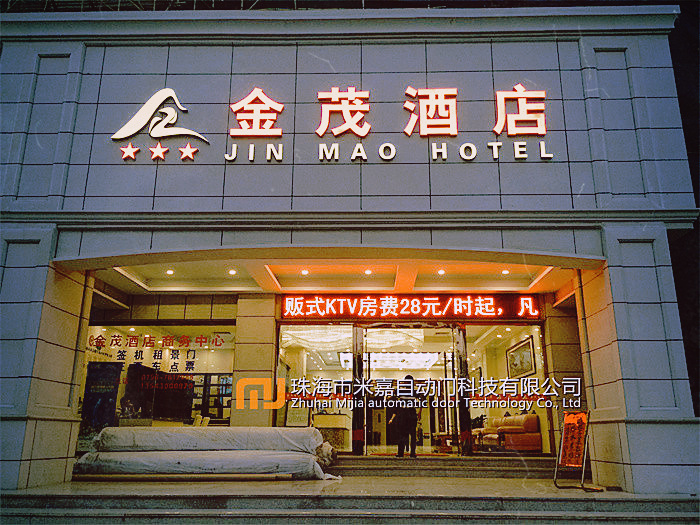 金茂酒店
JIN MAO HOTEL
贩式KTV房费28元/时起，凡
金茂酒店 商务中心
签 机 租 景 门
车 点 票
珠海市米嘉自动门科技有限公司
Zhuhai Mijia automatic door Technology Co., Ltd